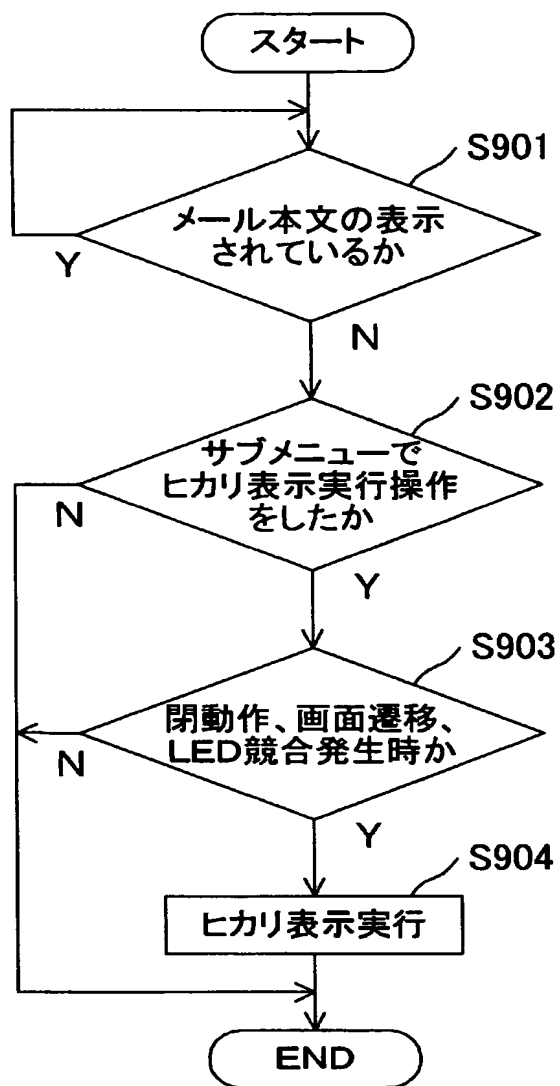 スタート
S901
メール本文の表示
されているか
Y
N
S902
サブメニューで
ヒカリ表示実行操作
をしたか
N
Y
S903
閉動作、画面遷移、
LED競合発生時か
N
Y
S904
ヒカリ表示実行
END